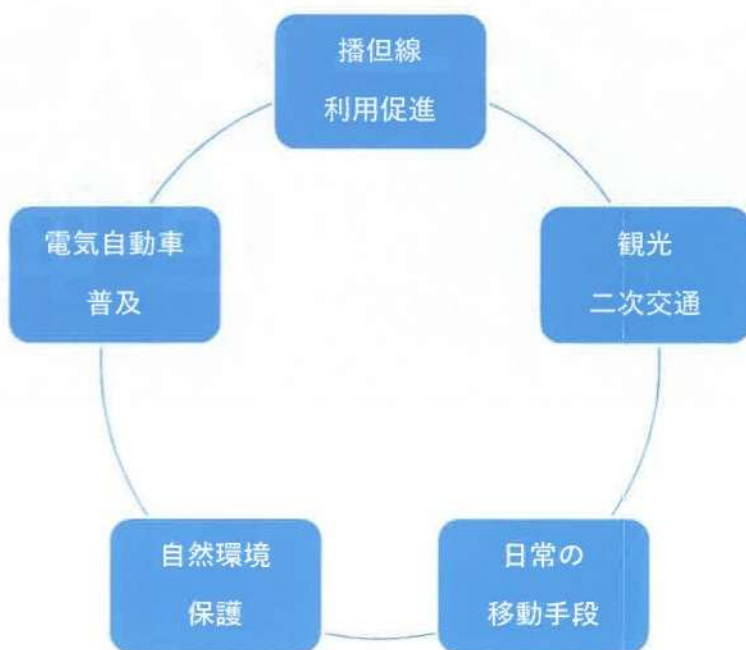 播但線
利用促進
観光
二次交通
日常の
移動手段
自然環境
保護
電気自動車
普及